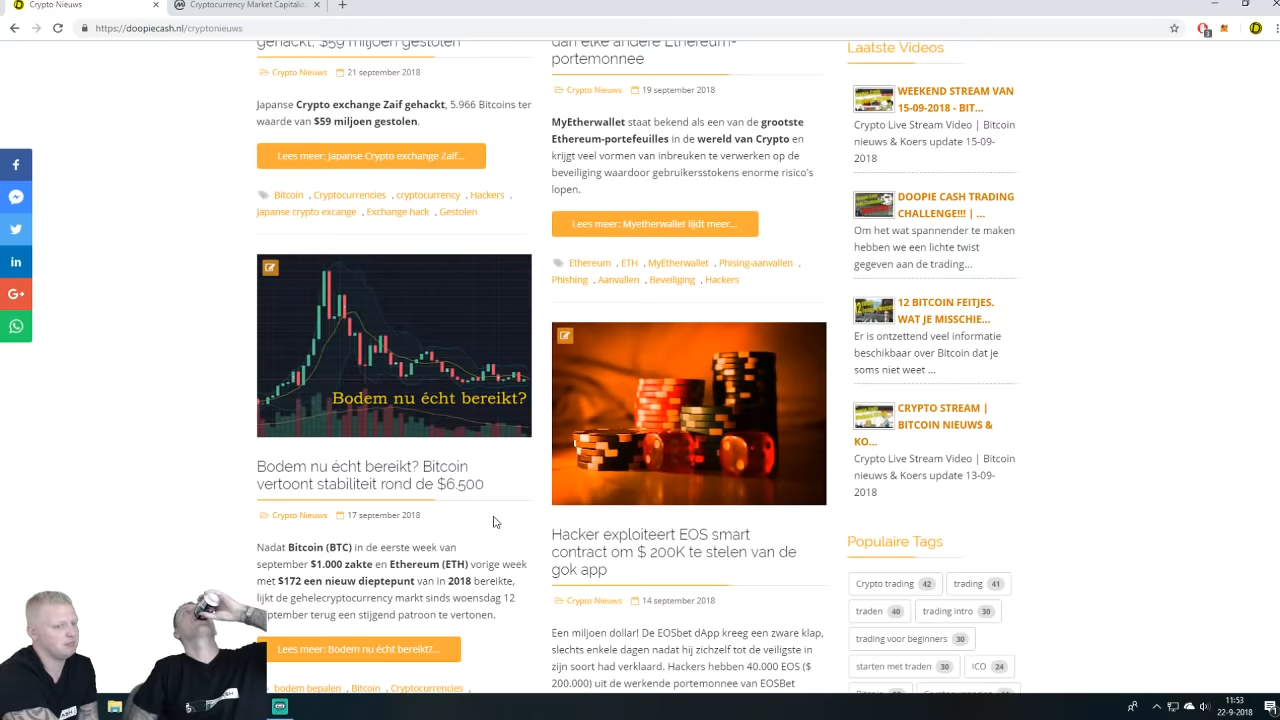 Crypto Nieuws
Cryptocurrency Market Capitaliza
https://doopiecash.nl/cryptonieuws
3
gehackt, $59 miljoen gestolen
Crypto Nieuws 21 september 2018
Japanse Crypto exchange Zaif gehackt, 5.966 Bitcoins ter
waarde van $59 miljoen gestolen.
Lees meer: Japanse Crypto exchange Zaif...
Bitcoin , Cryptocurrencies , cryptocurrency , Hackers ,
Japanse crypto excange , Exchange hack , Gestolen
Bodem nu écht bereikt?
Bodem nu écht bereikt? Bitcoin
vertoont stabiliteit rond de $6.500
Crypto Nieuws 17 september 2018
Nadat Bitcoin (BTC) in de eerste week van
september $1.000 zakte en Ethereum (ETH) vorige week
met $172 een nieuw dieptepunt van in 2018 bereikte,
lijkt de gehelecryptocurrency markt sinds woensdag 12
eptember terug een stijgend patroon te vertonen.
Lees meer: Bodem nu écht bereikt?...
bodem bepalen , Bitcoin , Cryptocurrencies ,
dan elke andere Ethereum-
portemonnee
Crypto Nieuws 19 september 2018
MyEtherwallet staat bekend als een van de grootste
Ethereum-portefeuilles in de wereld van Crypto en
krijgt veel vormen van inbreuken te verwerken op de
beveiliging waardoor gebruikersstokens enorme risico's
lopen.
Lees meer: Myetherwallet lijdt meer...
Ethereum , ETH , MyEtherwallet , Phising-aanvallen ,
Phishing , Aanvallen , Beveiliging , Hackers
Hacker exploiteert EOS smart
contract om $ 200K te stelen van de
gok app
Crypto Nieuws 14 september 2018
Een miljoen dollar! De EOSbet dApp kreeg een zware klap,
slechts enkele dagen nadat hij zichzelf tot de veiligste in
zijn soort had verklaard. Hackers hebben 40.000 EOS ($
200.000) uit de werkende portemonnee van EOSBet
Laatste Videos
WEEKEND STREAM VAN
15-09-2018 - BIT...
Crypto Live Stream Video | Bitcoin
nieuws & Koers update 15-09-
2018
DOOPIE CASH TRADING
CHALLENGE!!! | ...
Om het wat spannender te maken
hebben we een lichte twist
gegeven aan de trading...
12 BITCOIN FEITJES.
WAT JE MISSCHIE...
Er is ontzettend veel informatie
beschikbaar over Bitcoin dat je
soms niet weet ...
CRYPTO STREAM |
BITCOIN NIEUWS &
KO...
Crypto Live Stream Video | Bitcoin
nieuws & Koers update 13-09-
2018
Populaire Tags
Crypto trading 42 trading 41
traden 40 trading intro 30
trading voor beginners 30
starten met traden 30 ICO 24
11:53
22-9-2018